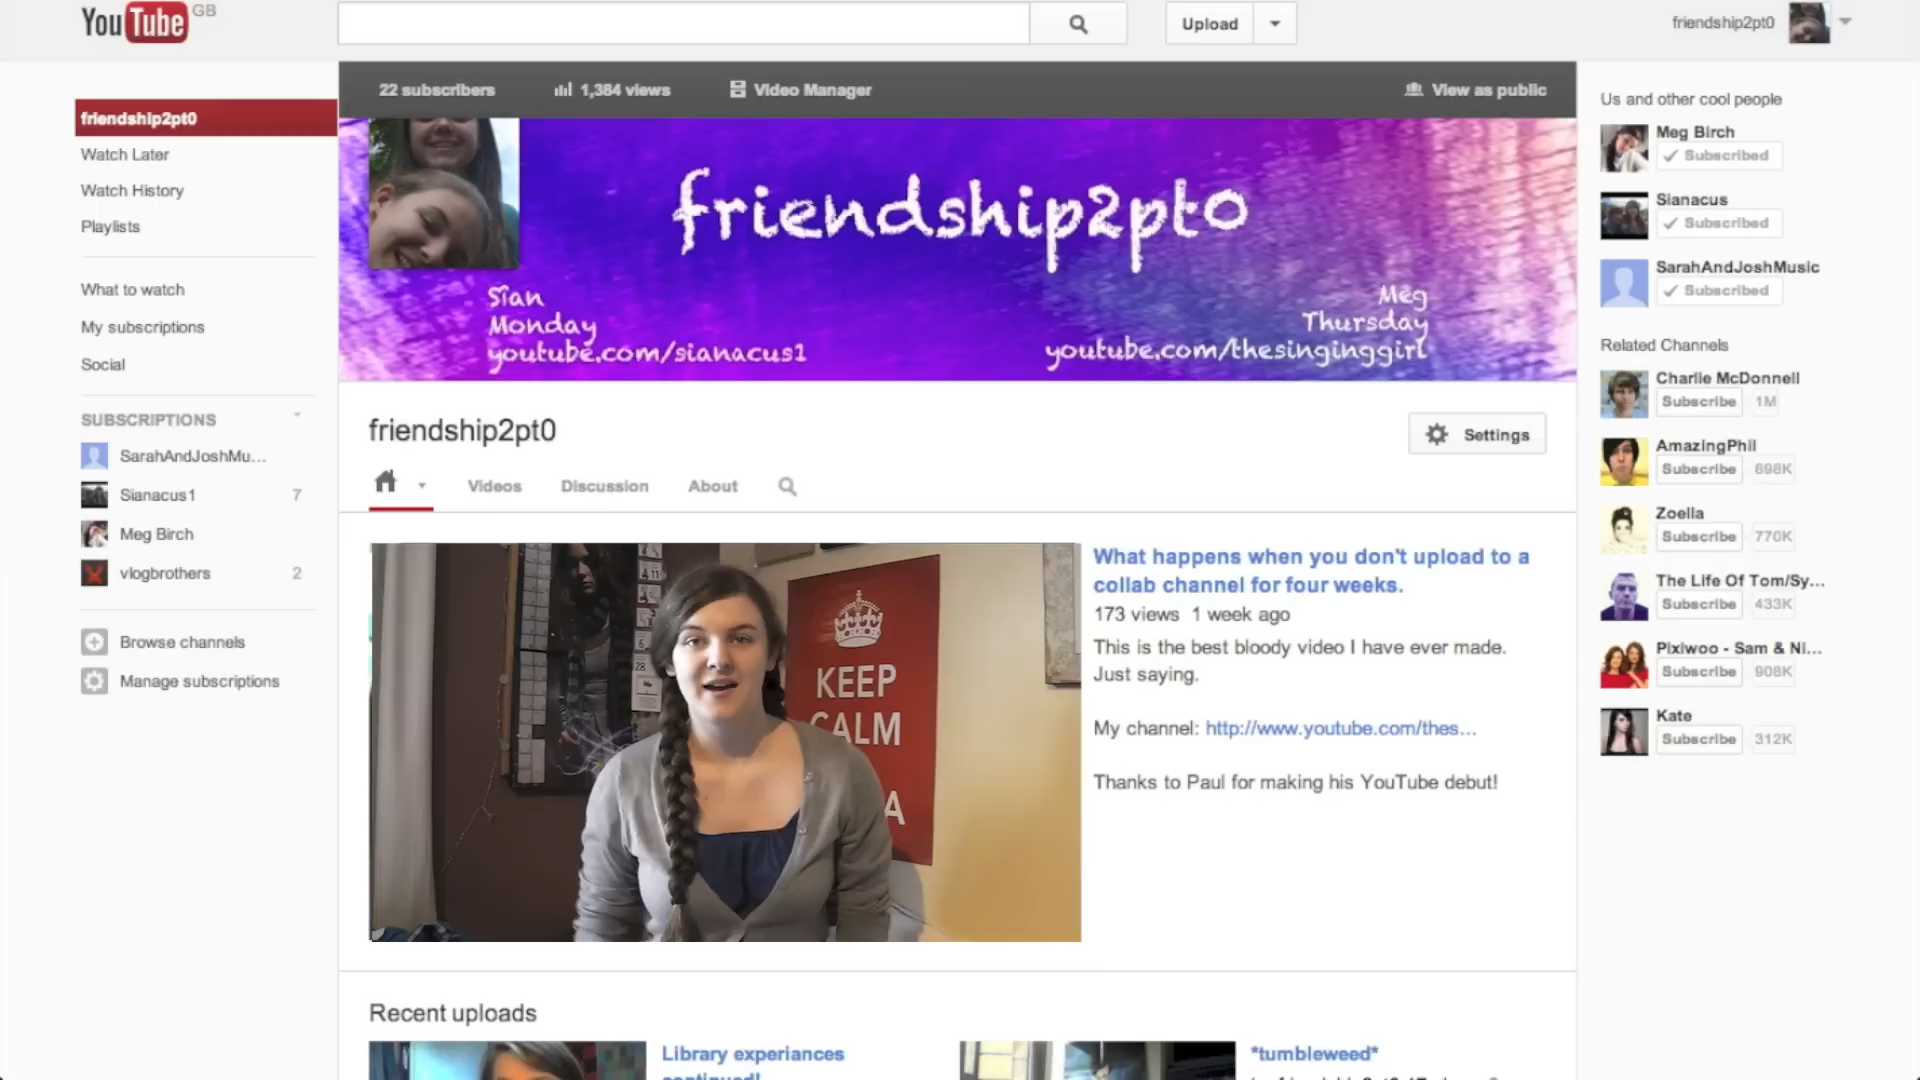 YouTube GB
Upload
friendship2pt0
22 subscribers
1,384 views
Video Manager
View as public
friendship2pt0
Watch Later
Watch History
Playlists
What to watch
My subscriptions
Social
SUBSCRIPTIONS
SarahAndJoshMu...
Sianacus1 7
Meg Birch
vlogbrothers 2
Browse channels
Manage subscriptions
friendship2pt0
Sian
Monday
youtube.com/sianacus1
Meg
Thursday
youtube.com/thesinginggirl
friendship2pt0
Settings
Videos
Discussion
About
KEEP
CALM
A
What happens when you don't upload to a
collab channel for four weeks.
173 views 1 week ago
This is the best bloody video I have ever made.
Just saying.
My channel: http://www.youtube.com/thes...
Thanks to Paul for making his YouTube debut!
Recent uploads
Library experiances
continued!
*tumbleweed*
Us and other cool people
Meg Birch
Subscribed
Sianacus
Subscribed
SarahAndJoshMusic
Subscribed
Related Channels
Charlie McDonnell
Subscribe 1M
AmazingPhil
Subscribe 698K
Zoella
Subscribe 770K
The Life Of Tom/Sy...
Subscribe 433K
Pixiwoo - Sam & Ni...
Subscribe 908K
Kate
Subscribe 312K